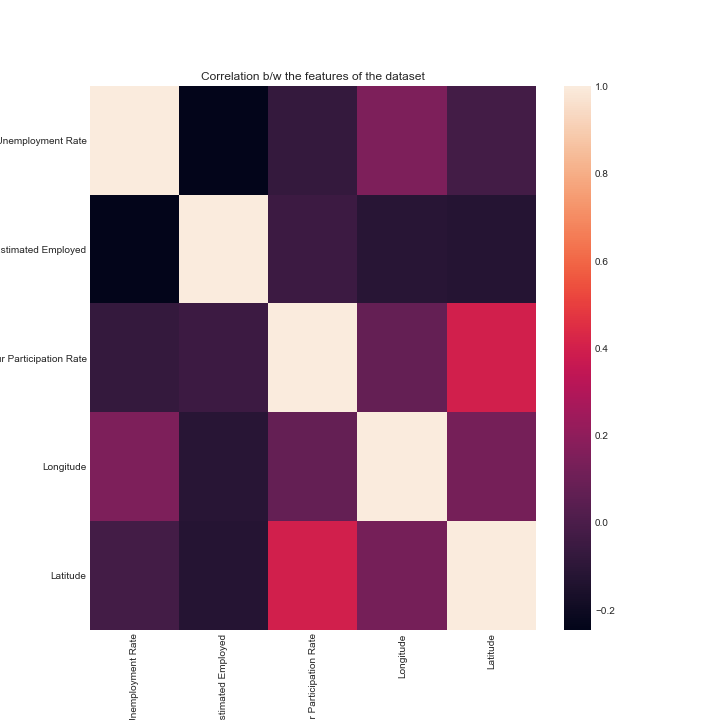 Correlation b/w the features of the dataset
Unemployment Rate
stimated Employed
ur Participation Rate
Longitude
Latitude
1.0
0.8
0.6
0.4
0.2
0.0
−0.2
Unemployment Rate
stimated Employed
r Participation Rate
Longitude
Latitude